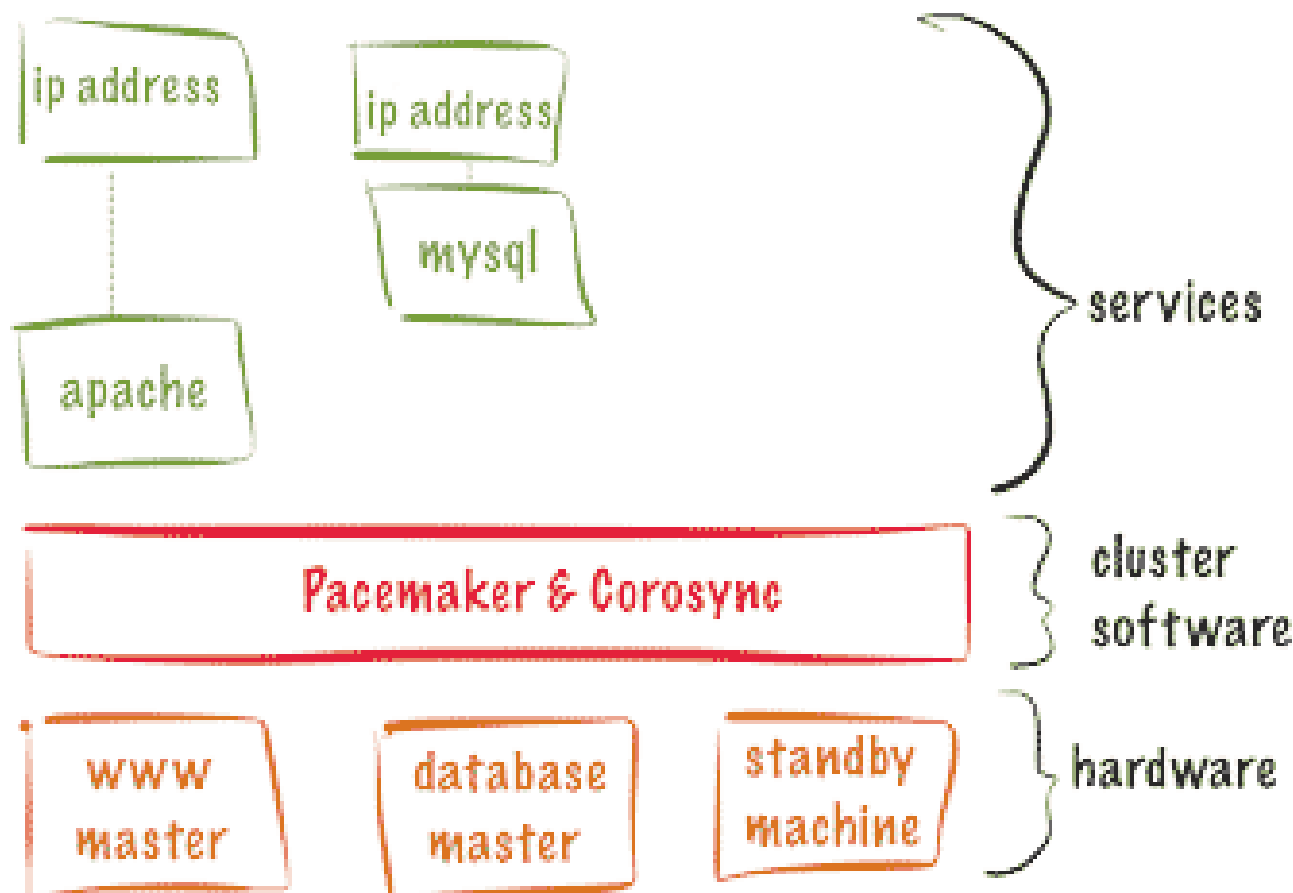 ip address
ip address
mysql
apache
services
Pacemaker & Corosync
cluster
software
www
master
database
master
standby
machine
hardware